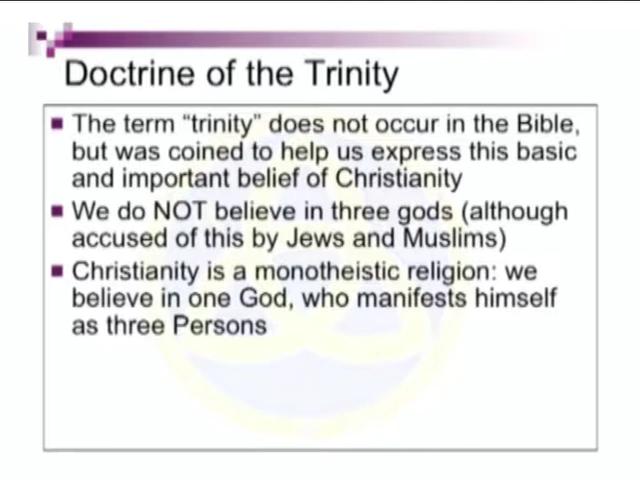 Doctrine of the Trinity
The term “trinity” does not occur in the Bible,
but was coined to help us express this basic
and important belief of Christianity
We do NOT believe in three gods (although
accused of this by Jews and Muslims)
Christianity is a monotheistic religion: we
believe in one God, who manifests himself
as three Persons